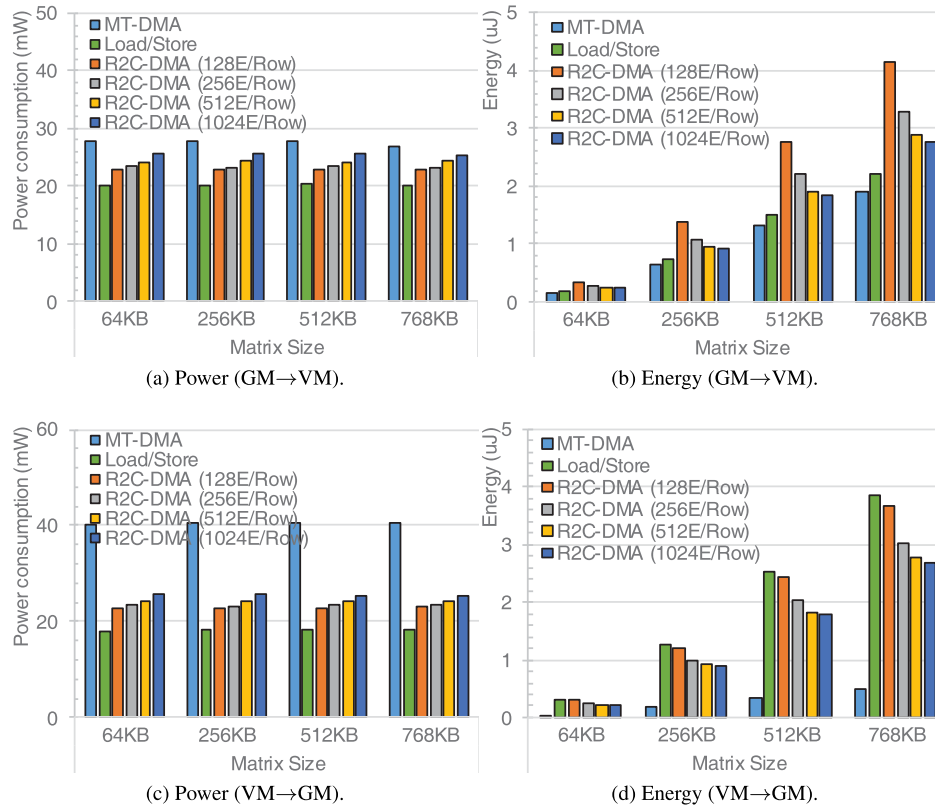 Power consumption (mW)
50
40
30
20
10
0
MT-DMA
Load/Store
R2C-DMA (128E/Row)
R2C-DMA (256E/Row)
R2C-DMA (512E/Row)
R2C-DMA (1024E/Row)
64KB 256KB 512KB 768KB
Matrix Size
(a) Power (GM→VM).
Energy (uJ)
5
4
3
2
1
0
MT-DMA
Load/Store
R2C-DMA (128E/Row)
R2C-DMA (256E/Row)
R2C-DMA (512E/Row)
R2C-DMA (1024E/Row)
64KB 256KB 512KB 768KB
Matrix Size
(b) Energy (GM→VM).
Power consumption (mW)
60
40
20
0
MT-DMA
Load/Store
R2C-DMA (128E/Row)
R2C-DMA (256E/Row)
R2C-DMA (512E/Row)
R2C-DMA (1024E/Row)
64KB 256KB 512KB 768KB
Matrix Size
(c) Power (VM→GM).
Energy (uJ)
5
4
3
2
1
0
MT-DMA
Load/Store
R2C-DMA (128E/Row)
R2C-DMA (256E/Row)
R2C-DMA (512E/Row)
R2C-DMA (1024E/Row)
64KB 256KB 512KB 768KB
Matrix Size
(d) Energy (VM→GM).